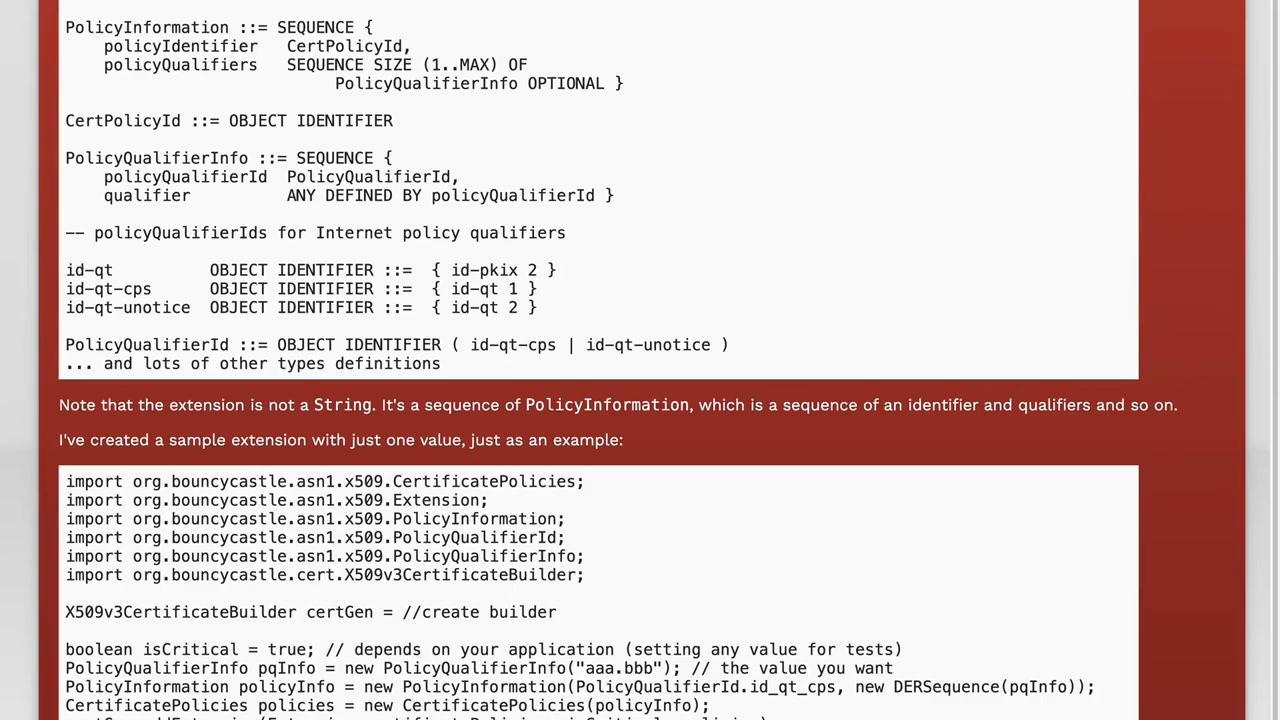 PolicyInformation ::= SEQUENCE {
    policyIdentifier   CertPolicyId,
    policyQualifiers   SEQUENCE SIZE (1..MAX) OF
                            PolicyQualifierInfo OPTIONAL }

CertPolicyId ::= OBJECT IDENTIFIER

PolicyQualifierInfo ::= SEQUENCE {
    policyQualifierId  PolicyQualifierId,
    qualifier          ANY DEFINED BY policyQualifierId }

-- policyQualifierIds for Internet policy qualifiers

id-qt          OBJECT IDENTIFIER ::=  { id-pkix 2 }
id-qt-cps      OBJECT IDENTIFIER ::=  { id-qt 1 }
id-qt-unotice  OBJECT IDENTIFIER ::=  { id-qt 2 }

PolicyQualifierId ::= OBJECT IDENTIFIER ( id-qt-cps | id-qt-unotice )
... and lots of other types definitions
Note that the extension is not a String. It's a sequence of PolicyInformation, which is a sequence of an identifier and qualifiers and so on.
I've created a sample extension with just one value, just as an example:
import org.bouncycastle.asn1.x509.CertificatePolicies;
import org.bouncycastle.asn1.x509.Extension;
import org.bouncycastle.asn1.x509.PolicyInformation;
import org.bouncycastle.asn1.x509.PolicyQualifierId;
import org.bouncycastle.asn1.x509.PolicyQualifierInfo;
import org.bouncycastle.cert.X509v3CertificateBuilder;

X509v3CertificateBuilder certGen = //create builder

boolean isCritical = true; // depends on your application (setting any value for tests)
PolicyQualifierInfo pqInfo = new PolicyQualifierInfo("aaa.bbb"); // the value you want
PolicyInformation policyInfo = new PolicyInformation(PolicyQualifierId.id_qt_cps, new DERSequence(pqInfo));
CertificatePolicies policies = new CertificatePolicies(policyInfo);